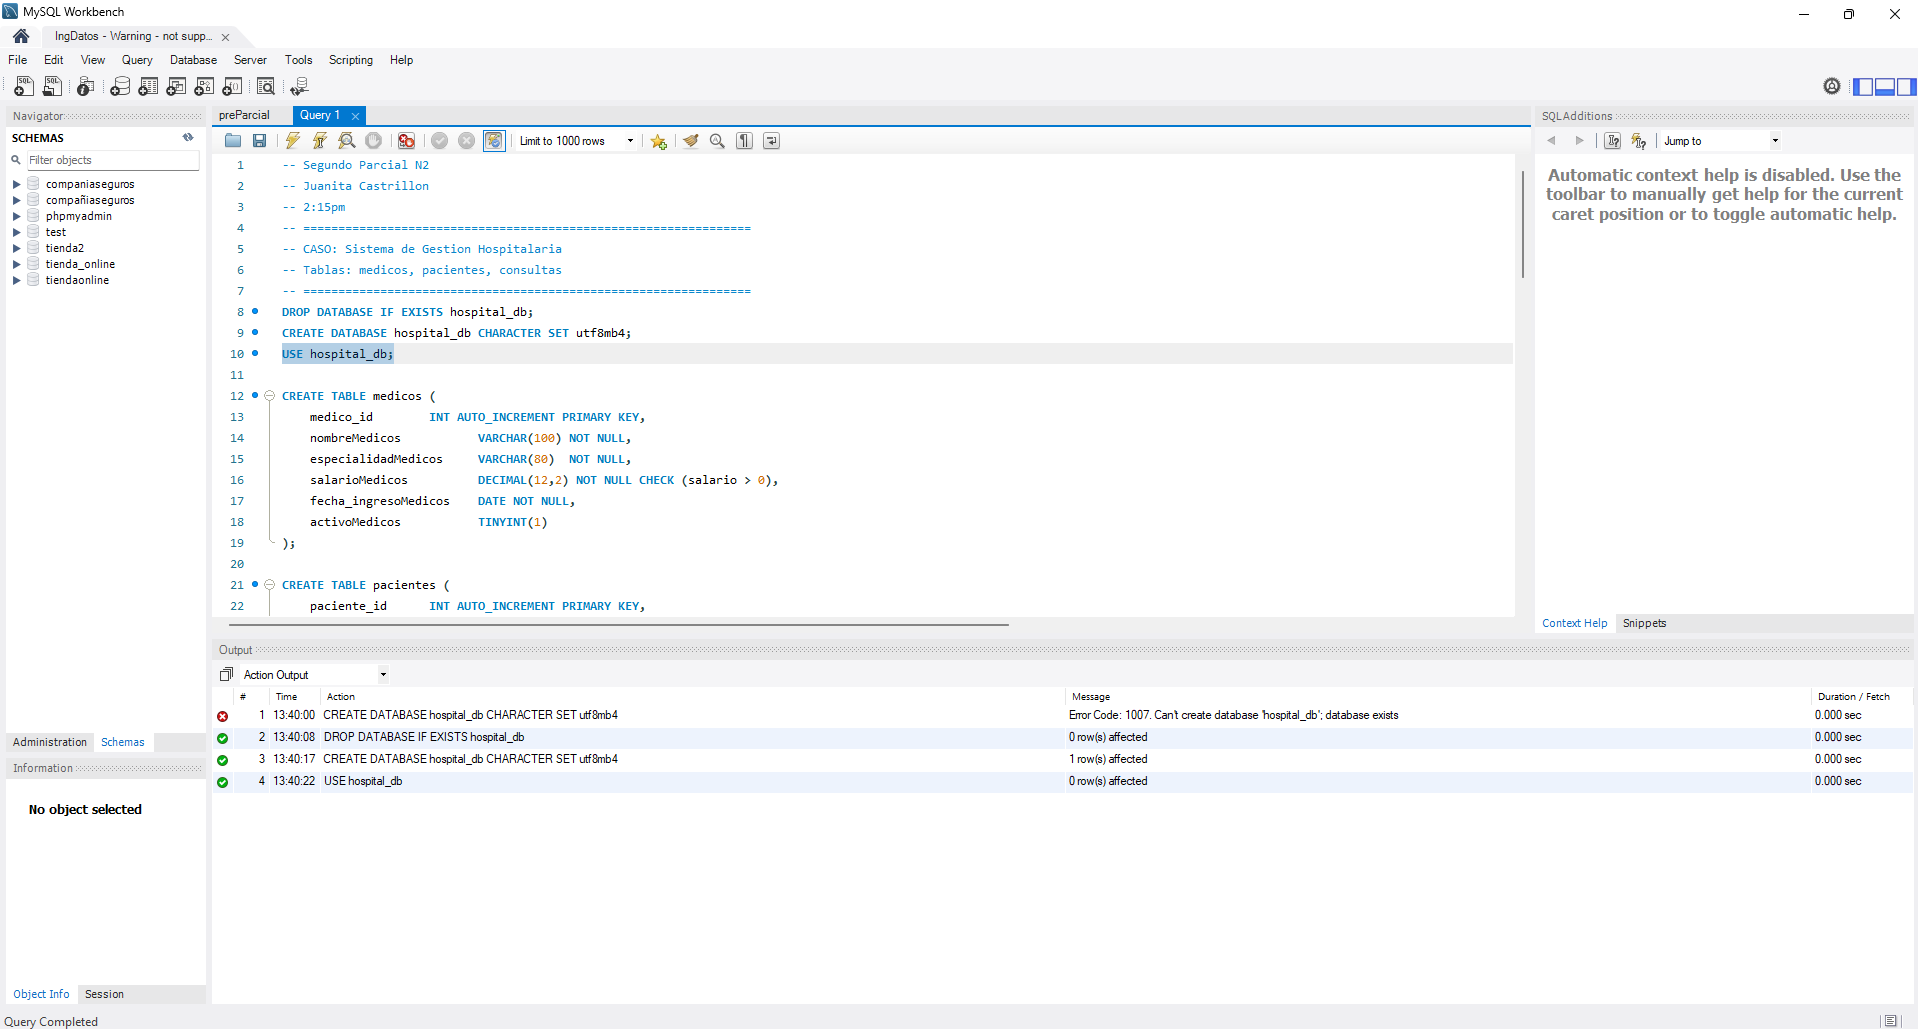 MySQL Workbench
IngDatos - Warning - not supp...
File Edit View Query Database Server Tools Scripting Help
Navigator
SCHEMAS
Filter objects
companiaseguros
compañiaseguros
phpmyadmin
test
tienda2
tienda_online
tiendaonline
Administration Schemas
Information
No object selected
Object Info Session
Query Completed
preParcial Query 1
Limit to 1000 rows
1 -- Segundo Parcial N2
2 -- Juanita Castrillon
3 -- 2:15pm
4 -- ================================================================
5 -- CASO: Sistema de Gestion Hospitalaria
6 -- Tablas: medicos, pacientes, consultas
7 -- ================================================================
8 DROP DATABASE IF EXISTS hospital_db;
9 CREATE DATABASE hospital_db CHARACTER SET utf8mb4;
10 USE hospital_db;
11
12 CREATE TABLE medicos (
13 medico_id INT AUTO_INCREMENT PRIMARY KEY,
14 nombreMedicos VARCHAR(100) NOT NULL,
15 especialidadMedicos VARCHAR(80) NOT NULL,
16 salarioMedicos DECIMAL(12,2) NOT NULL CHECK (salario > 0),
17 fecha_ingresoMedicos DATE NOT NULL,
18 activoMedicos TINYINT(1)
19 );
20
21 CREATE TABLE pacientes (
22 paciente_id INT AUTO_INCREMENT PRIMARY KEY,
SQLAdditions
Jump to
Automatic context help is disabled. Use the
toolbar to manually get help for the current
caret position or to toggle automatic help.
Context Help Snippets
Output
Action Output
# Time Action Message Duration / Fetch
1 13:40:00 CREATE DATABASE hospital_db CHARACTER SET utf8mb4 Error Code: 1007. Can't create database 'hospital_db'; database exists 0.000 sec
2 13:40:08 DROP DATABASE IF EXISTS hospital_db 0 row(s) affected 0.000 sec
3 13:40:17 CREATE DATABASE hospital_db CHARACTER SET utf8mb4 1 row(s) affected 0.000 sec
4 13:40:22 USE hospital_db 0 row(s) affected 0.000 sec